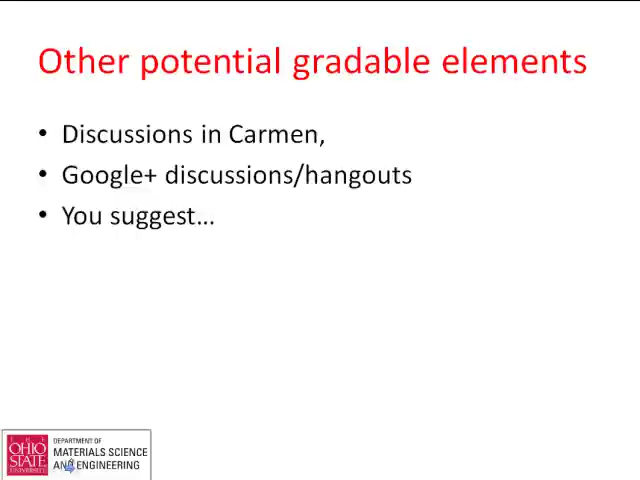 Other potential gradable elements
• Discussions in Carmen,
• Google+ discussions/hangouts
• You suggest...
THE
OHIO
STATE
UNIVERSITY
DEPARTMENT OF
MATERIALS SCIENCE
AND ENGINEERING